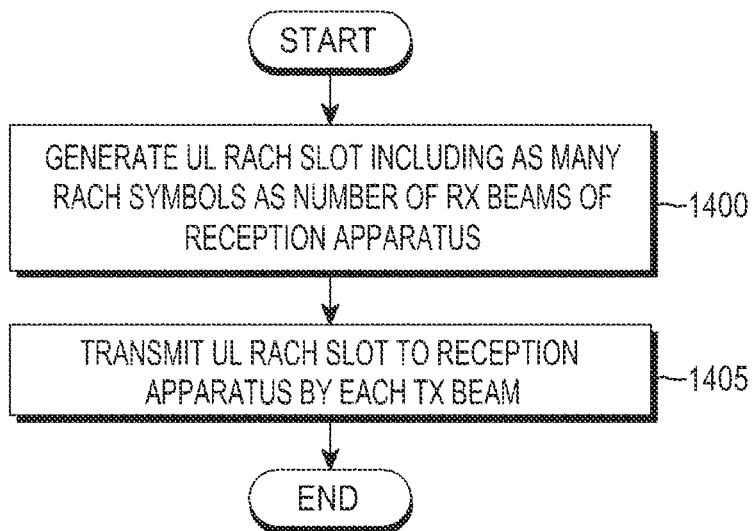 START
GENERATE UL RACH SLOT INCLUDING AS MANY
RACH SYMBOLS AS NUMBER OF RX BEAMS OF
RECEPTION APPARATUS
1400
TRANSMIT UL RACH SLOT TO RECEPTION
APPARATUS BY EACH TX BEAM
1405
END